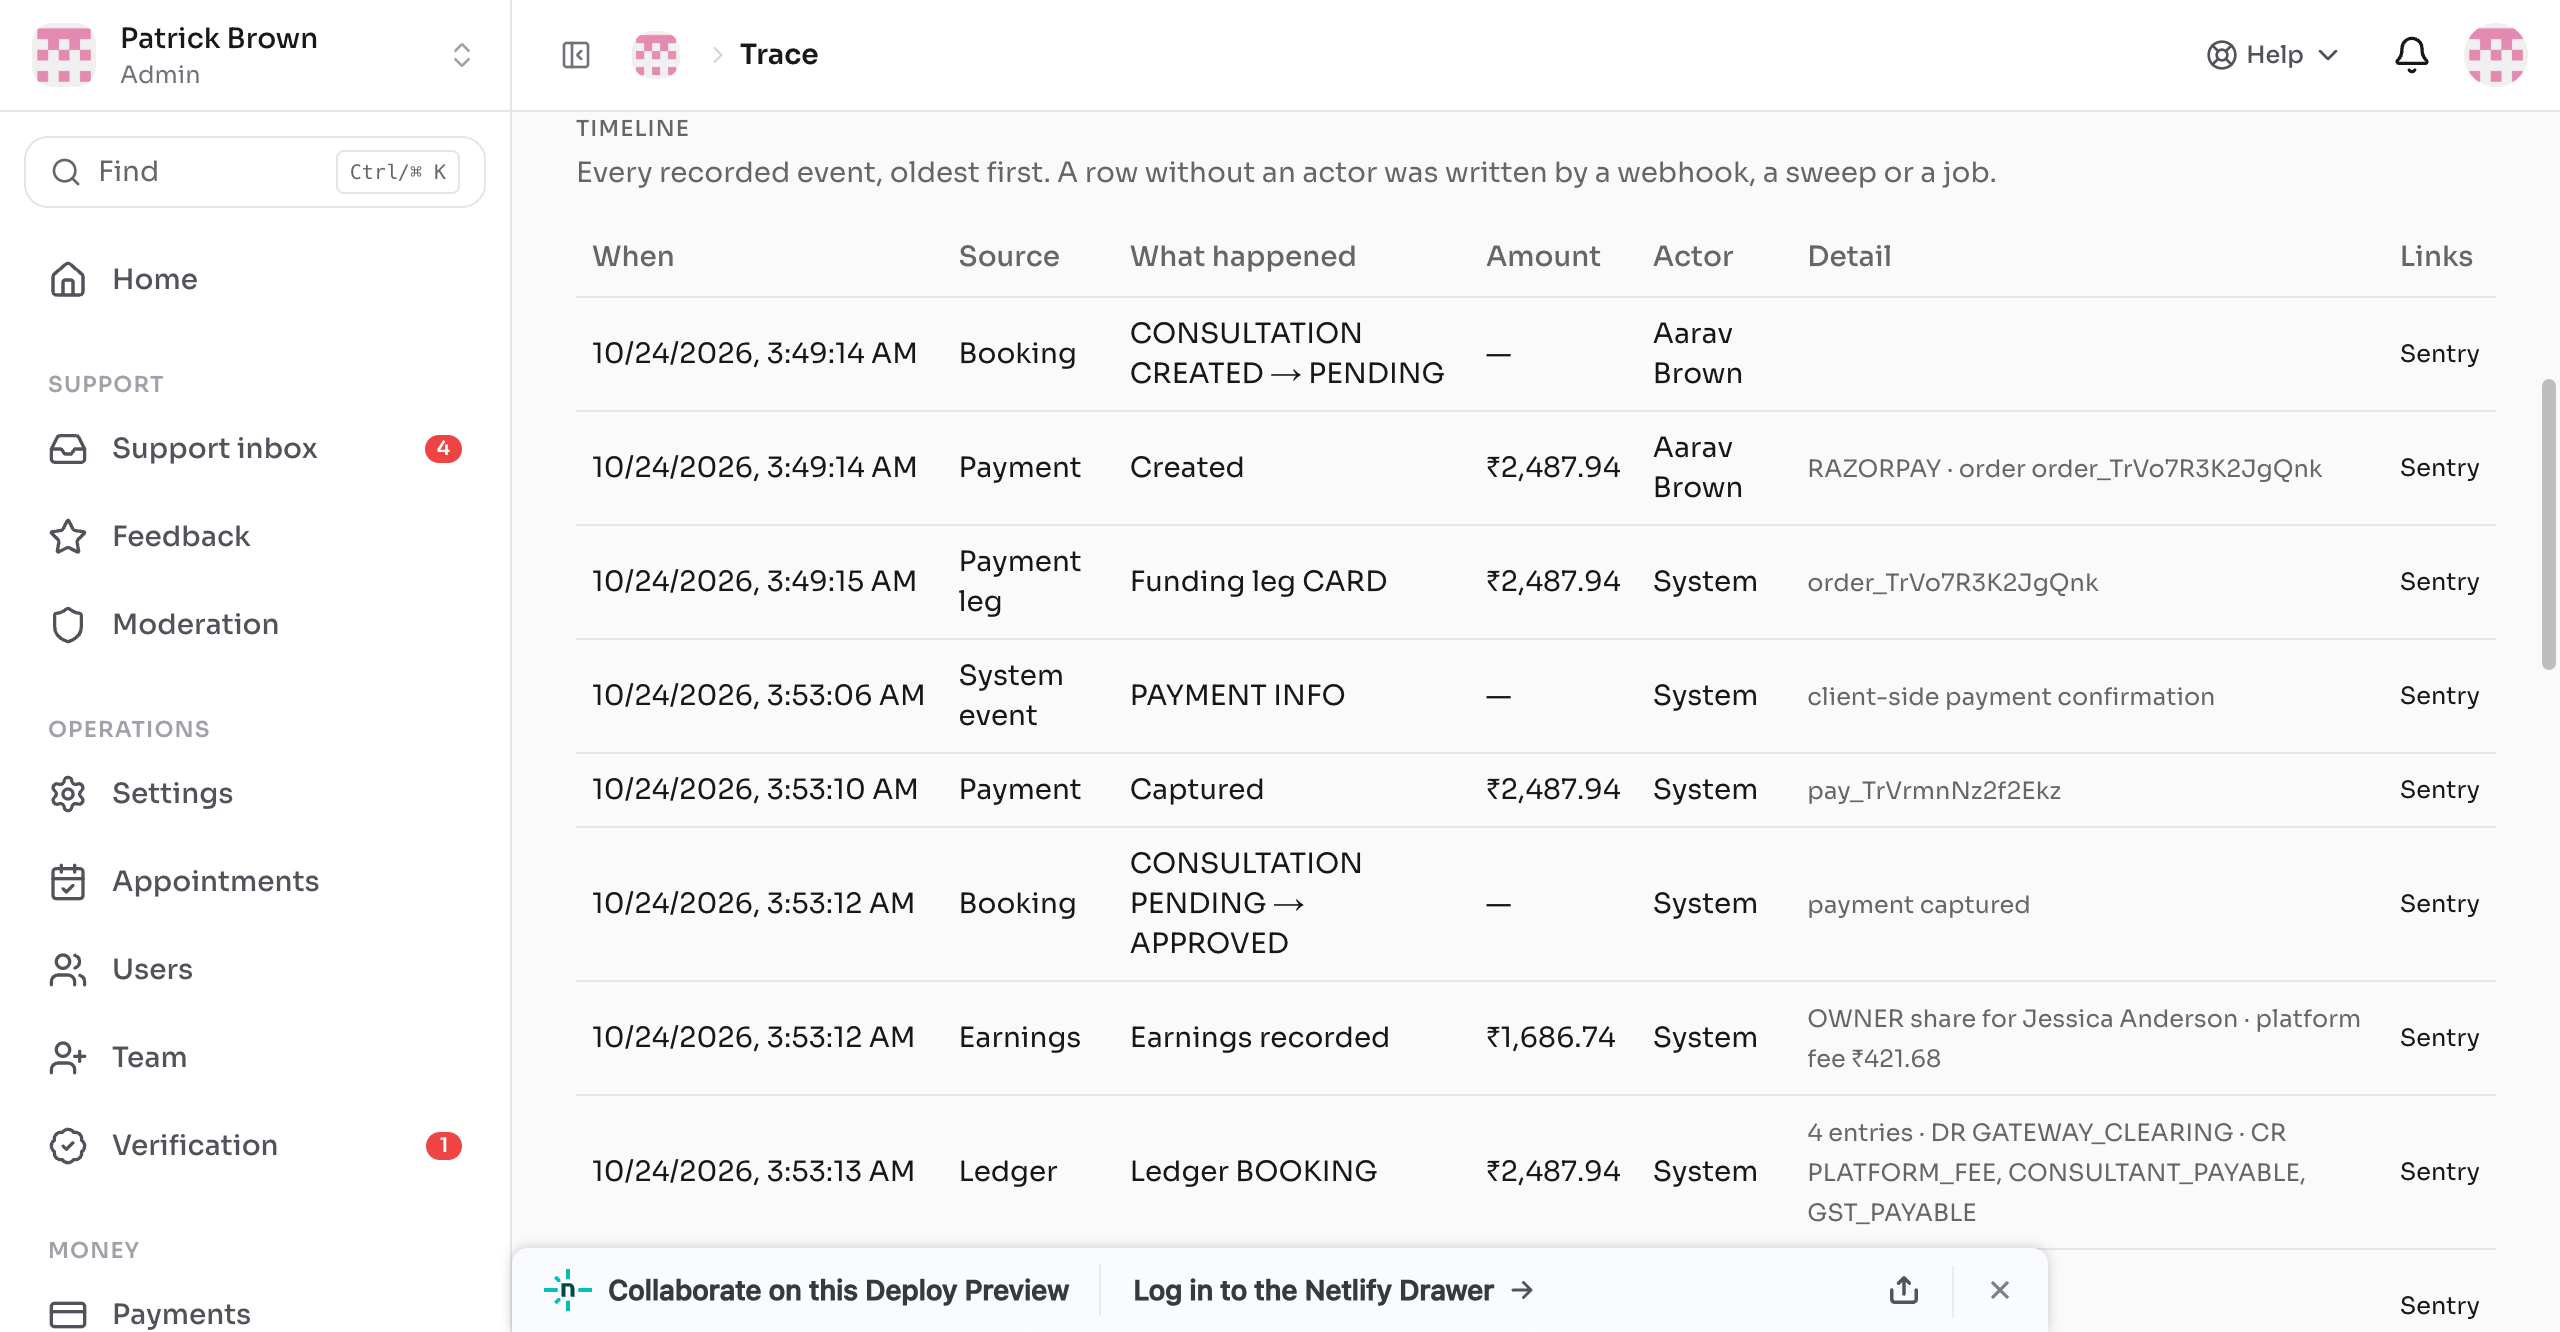 Patrick Brown
Admin
Find
Ctrl/⌘ K
Home
SUPPORT
Support inbox
4
Feedback
Moderation
OPERATIONS
Settings
Appointments
Users
Team
Verification
1
MONEY
Payments
Trace
Help
TIMELINE
Every recorded event, oldest first. A row without an actor was written by a webhook, a sweep or a job.
When Source What happened Amount Actor Detail Links
10/24/2026, 3:49:14 AM Booking CONSULTATION CREATED → PENDING — Aarav Brown Sentry
10/24/2026, 3:49:14 AM Payment Created ₹2,487.94 Aarav Brown RAZORPAY · order order_TrVo7R3K2JgQnk Sentry
10/24/2026, 3:49:15 AM Payment leg Funding leg CARD ₹2,487.94 System order_TrVo7R3K2JgQnk Sentry
10/24/2026, 3:53:06 AM System event PAYMENT INFO — System client-side payment confirmation Sentry
10/24/2026, 3:53:10 AM Payment Captured ₹2,487.94 System pay_TrVrmnNz2f2Ekz Sentry
10/24/2026, 3:53:12 AM Booking CONSULTATION PENDING → APPROVED — System payment captured Sentry
10/24/2026, 3:53:12 AM Earnings Earnings recorded ₹1,686.74 System OWNER share for Jessica Anderson · platform fee ₹421.68 Sentry
10/24/2026, 3:53:13 AM Ledger Ledger BOOKING ₹2,487.94 System 4 entries · DR GATEWAY_CLEARING · CR PLATFORM_FEE, CONSULTANT_PAYABLE, GST_PAYABLE Sentry
Sentry
Collaborate on this Deploy Preview
Log in to the Netlify Drawer →